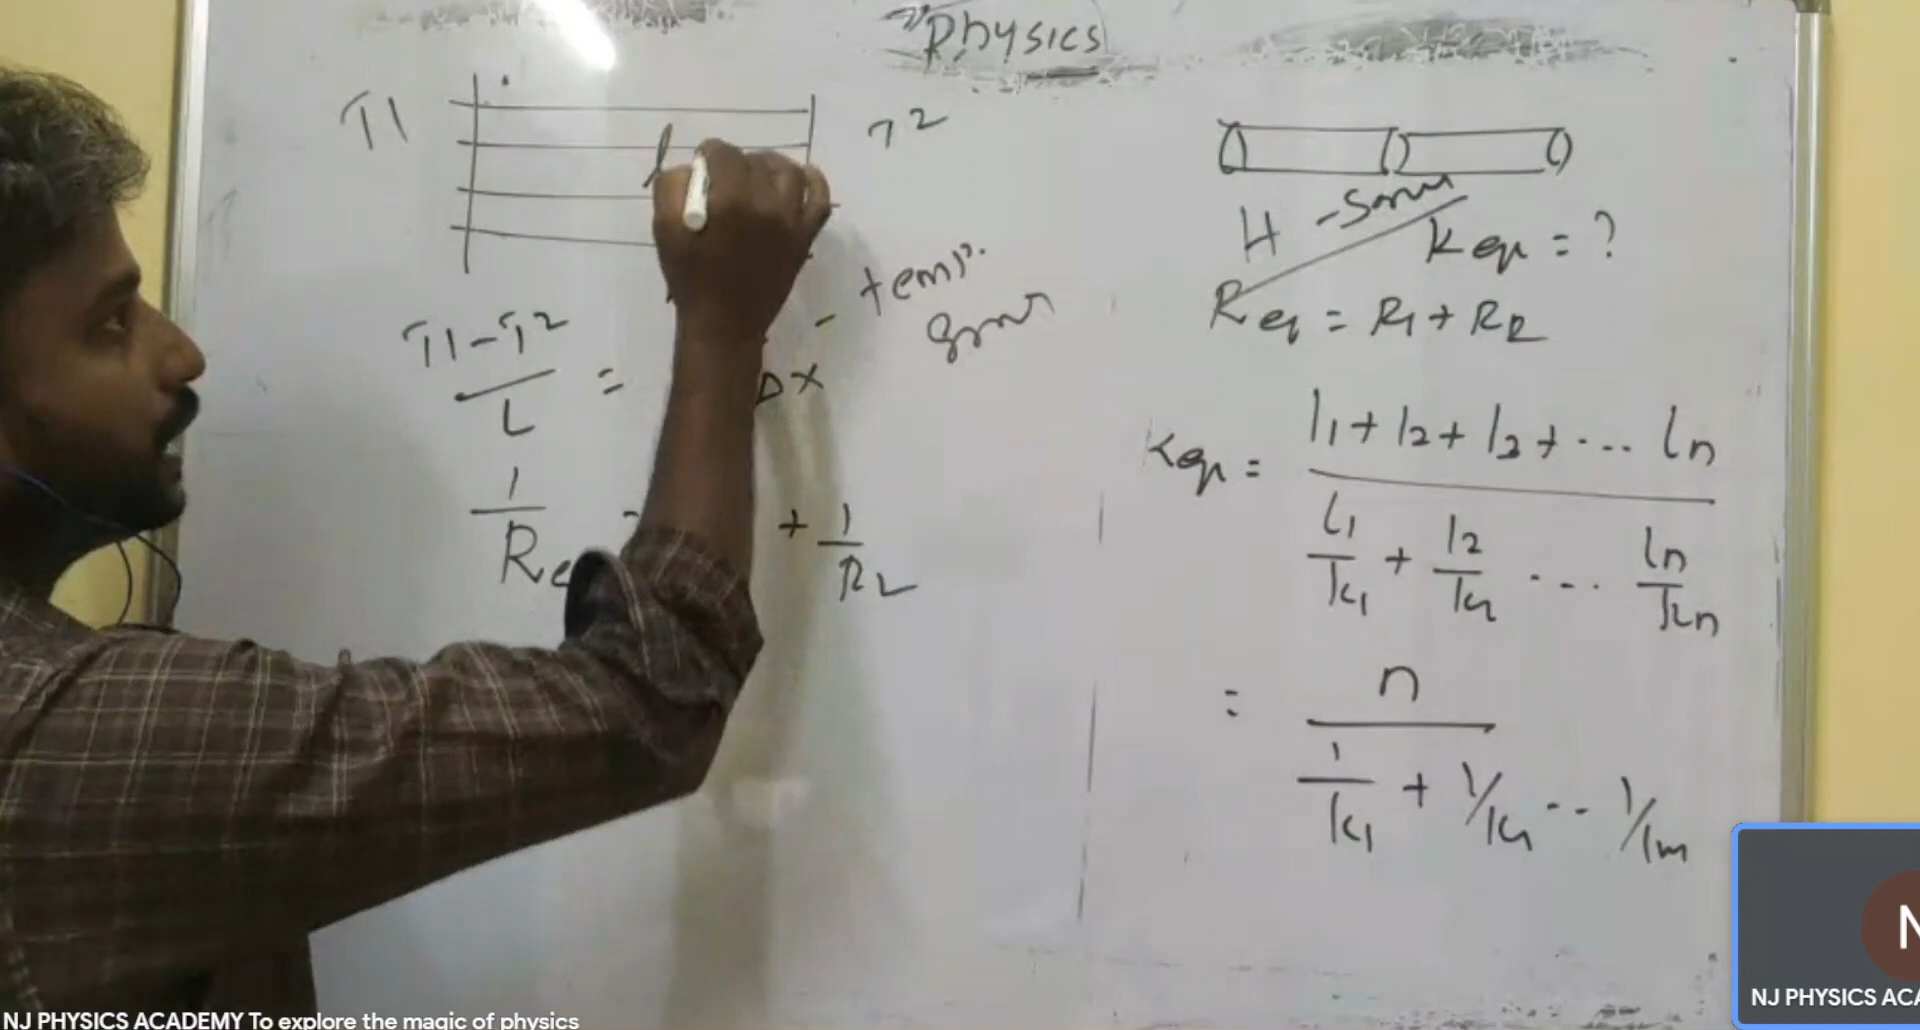 Physics
T1
T2
l
T1-T2
L
=
Δx
- temp.
1
Re
+ 1
R2
H - Same
Keq = ?
Req = R1 + R2
Keq = l1 + l2 + l3 + ... ln
l1/K1 + l2/K2 ... ln/Kn
= n
1/K1 + 1/K2 -- 1/Kn
NJ PHYSICS ACADEMY To explore the magic of physics
N
NJ PHYSICS ACA